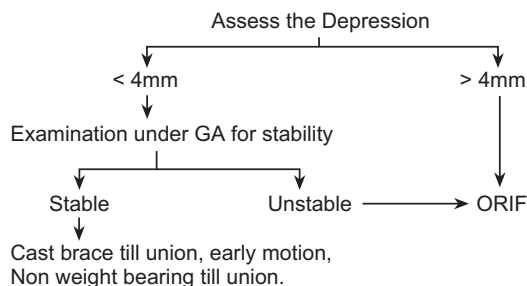 Assess the Depression
< 4mm
> 4mm
Examination under GA for stability
Stable
Unstable
ORIF
Cast brace till union, early motion,
Non weight bearing till union.